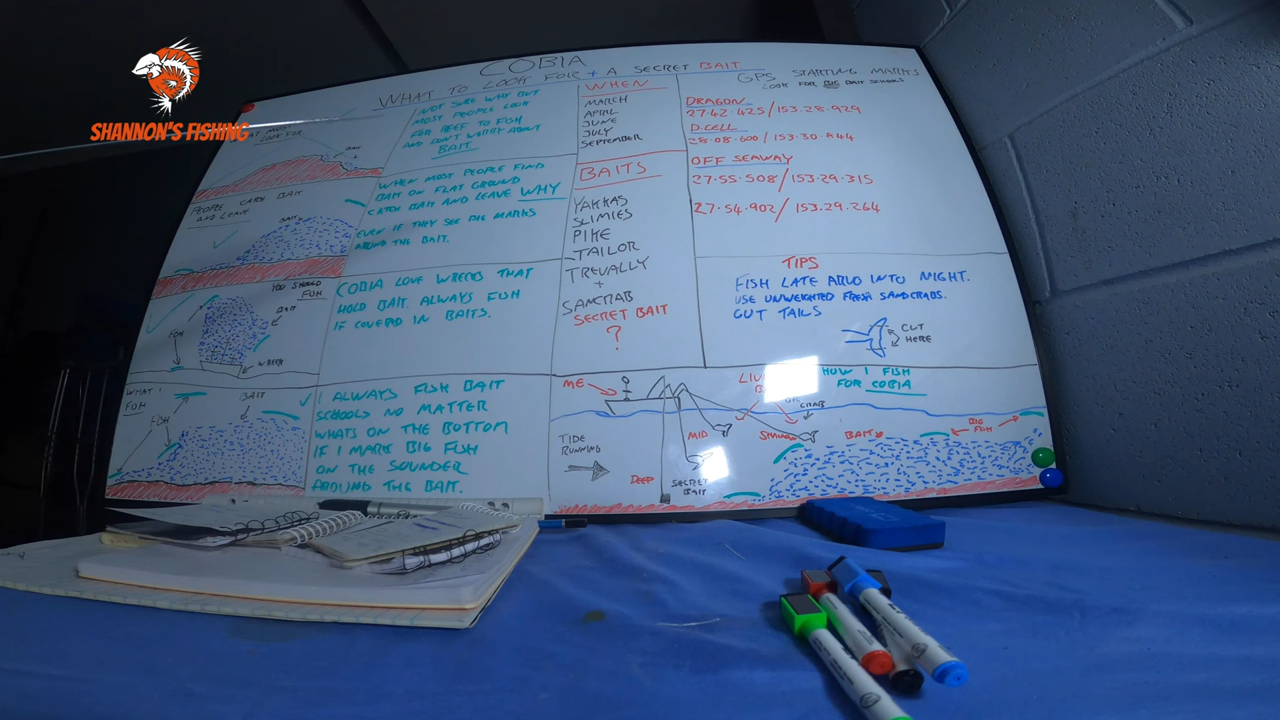 SHANNON'S FISHING
COBIA
WHAT TO LOOK FOR + A SECRET BAIT
LOOK FOR
NOT SURE WHY BUT
MOST PEOPLE LOOK
FOR REEF TO FISH
AND DON'T WORRY ABOUT
BAIT
BAIT
PEOPLE CATCH BAIT
AND LEAVE
BAIT
WHEN MOST PEOPLE FIND
BAIT ON FLAT GROUND
CATCH BAIT AND LEAVE WHY
EVEN IF THEY SEE BIG MARKS
AROUND THE BAIT.
YOU SHOULD
FISH
BAIT
FISH
WRECK
COBIA LOVE WRECKS THAT
HOLD BAIT. ALWAYS FISH
IF COVERED IN BAITS.
WHAT I
FISH
BAIT
FISH
I ALWAYS FISH BAIT
SCHOOLS NO MATTER
WHATS ON THE BOTTOM
IF I MARK BIG FISH
ON THE SOUNDER
AROUND THE BAIT.
WHEN
MARCH
APRIL
JUNE
JULY
SEPTEMBER
BAITS
YAKKAS
SLIMIES
PIKE
TAILOR
TREVALLY
+
SANCRAB
SECRET BAIT
?
GPS STARTING MARKS
LOOK FOR BIG BAIT SCHOOLS
DRAGON
27.42.425/153.28.929
D.CELL
28.08.600/153.30.844
OFF SEAWAY
27.55.508/153.29.315
27.54.902/153.29.264
TIPS
FISH LATE ARVO INTO NIGHT.
USE UNWEIGHTED FRESH SANDCRABS.
CUT TAILS
CUT
HERE
HOW I FISH
FOR COBIA
ME
CRAB
TIDE
RUNNING
MID
BAIT
BIG
FISH
DEEP
SECRET
BAIT